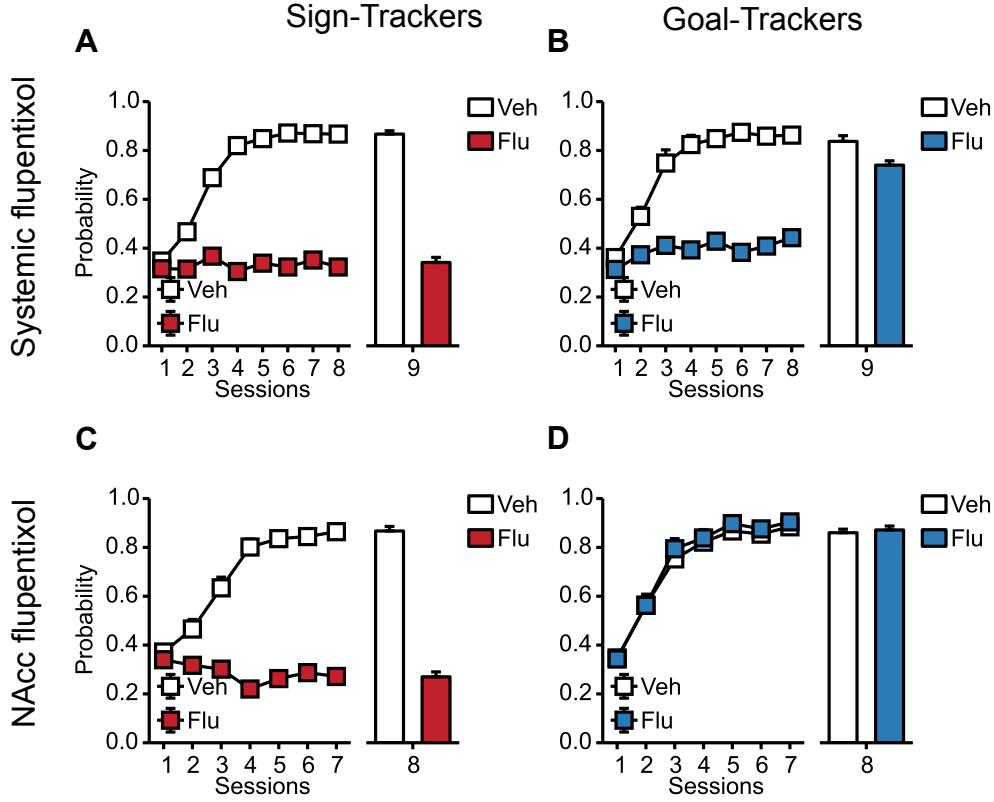 Sign-Trackers
Goal-Trackers
Systemic flupentixol
A
Probability
1.0
0.8
0.6
0.4
0.2
0.0
Veh
Flu
1 2 3 4 5 6 7 8
Sessions
9
Veh
Flu
B
1.0
0.8
0.6
0.4
0.2
0.0
Veh
Flu
1 2 3 4 5 6 7 8
Sessions
9
Veh
Flu
NAcc flupentixol
C
Probability
1.0
0.8
0.6
0.4
0.2
0.0
Veh
Flu
1 2 3 4 5 6 7
Sessions
8
Veh
Flu
D
1.0
0.8
0.6
0.4
0.2
0.0
Veh
Flu
1 2 3 4 5 6 7
Sessions
8
Veh
Flu